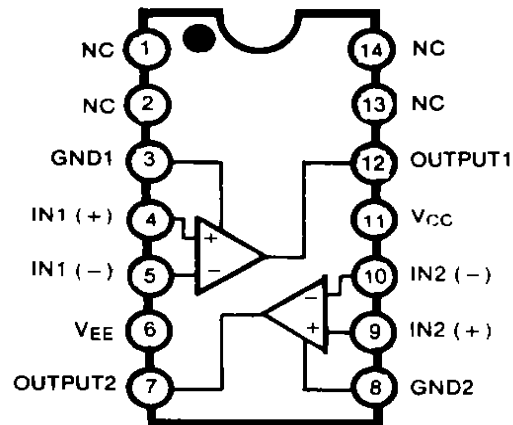 NC 1 14 NC
NC 2 13 NC
GND1 3 12 OUTPUT1
IN1 (+) 4 11 VCC
+
IN1 (−) 5 10 IN2 (−)
− −
VEE 6 9 IN2 (+)
+
OUTPUT2 7 8 GND2